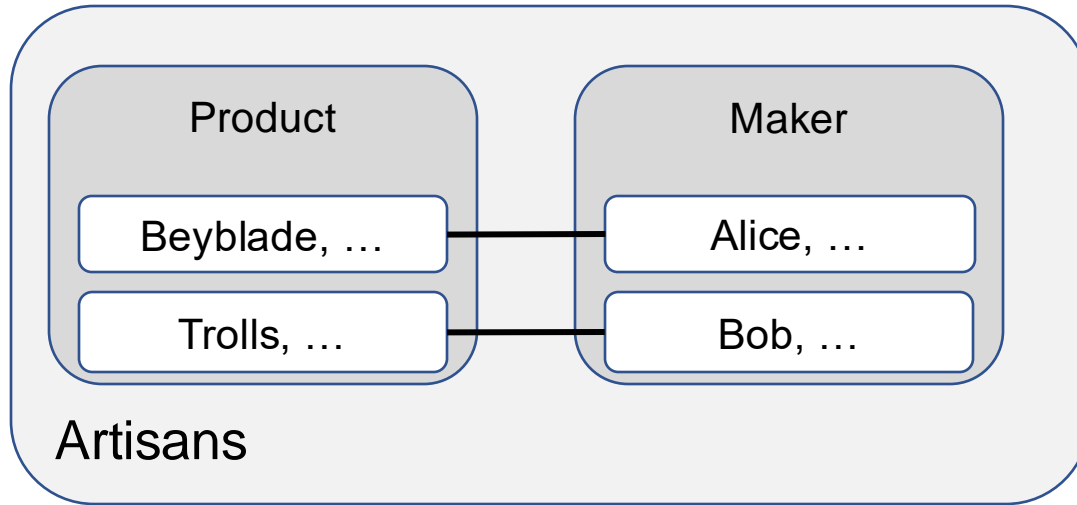 Product
Maker
Beyblade, …
Alice, …
Trolls, …
Bob, …
Artisans